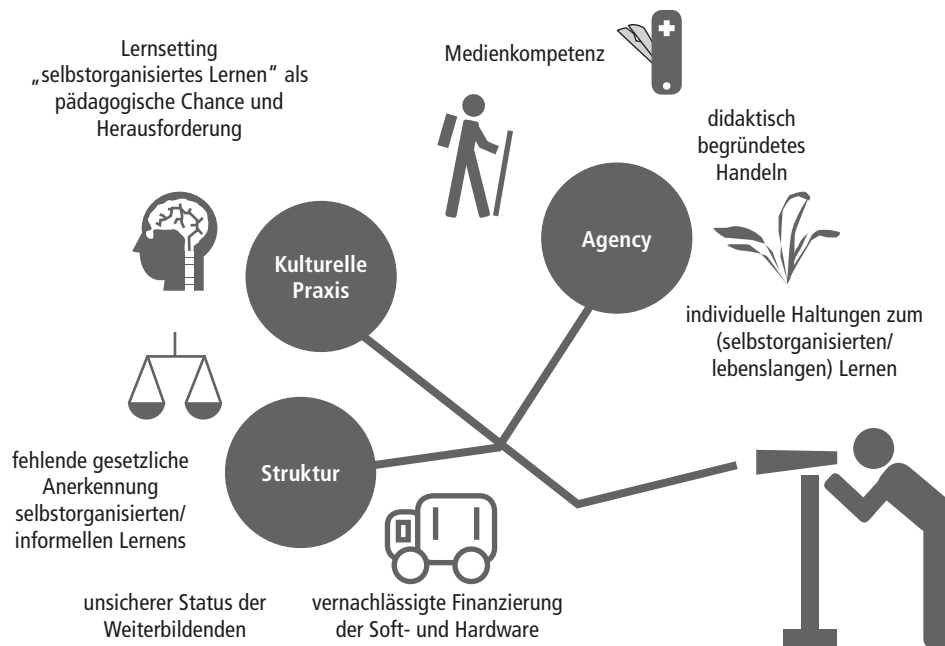 Lernsetting
„selbstorganisiertes Lernen“ als
pädagogische Chance und
Herausforderung
Medienkompetenz
didaktisch
begründetes
Handeln
Agency
Kulturelle
Praxis
individuelle Haltungen zum
(selbstorganisierten/
lebenslangen) Lernen
Struktur
fehlende gesetzliche
Anerkennung
selbstorganisierten/
informellen Lernens
unsicherer Status der
Weiterbildenden
vernachlässigte Finanzierung
der Soft- und Hardware